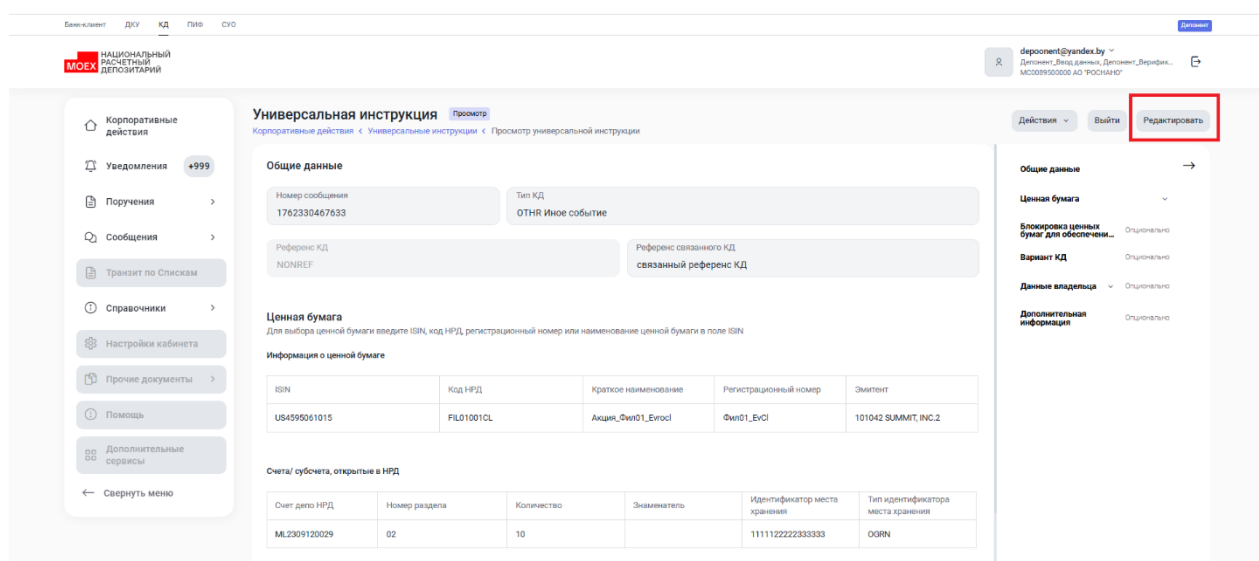 Банк-клиент ДКУ КД ПИФ СУО
Депонент
MOEX НАЦИОНАЛЬНЫЙ
РАСЧЕТНЫЙ
ДЕПОЗИТАРИЙ
depoonent@yandex.by
Депонент_Ввод данных, Депонент_Верифик...
MC0089500000 АО "РОСНАНО"
Корпоративные
действия
Уведомления +999
Поручения
Сообщения
Транзит по Спискам
Справочники
Настройки кабинета
Прочие документы
Помощь
Дополнительные
сервисы
Свернуть меню
Универсальная инструкция Просмотр
Корпоративные действия < Универсальные инструкции < Просмотр универсальной инструкции
Действия Выйти Редактировать
Общие данные
Номер сообщения
1762330467633
Тип КД
OTHR Иное событие
Референс КД
NONREF
Референс связанного КД
связанный референс КД
Ценная бумага
Для выбора ценной бумаги введите ISIN, код НРД, регистрационный номер или наименование ценной бумаги в поле ISIN
Информация о ценной бумаге
ISIN Код НРД Краткое наименование Регистрационный номер Эмитент
US4595061015 FIL01001CL Акция_Фил01_Evrocl Фил01_EvCl 101042 SUMMIT, INC.2
Счета/ субсчета, открытые в НРД
Счет депо НРД Номер раздела Количество Знаменатель Идентификатор места хранения Тип идентификатора места хранения
ML2309120029 02 10 1111122222333333 OGRN
Общие данные
Ценная бумага
Блокировка ценных
бумаг для обеспечени... Опционально
Вариант КД Опционально
Данные владельца Опционально
Дополнительная
информация Опционально